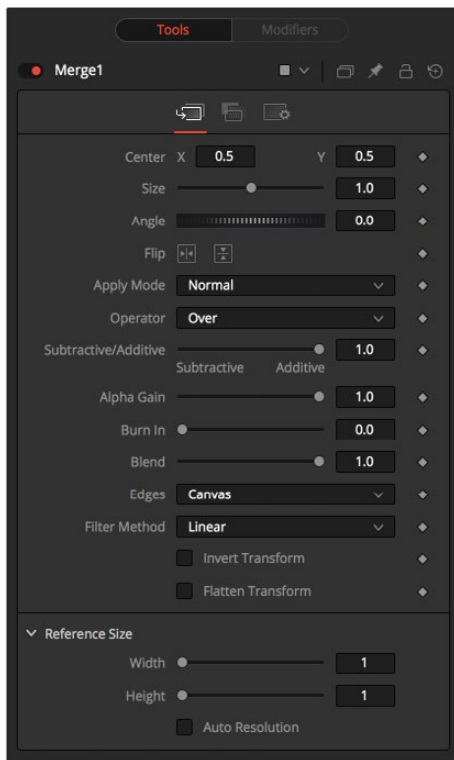 Tools Modifiers
Merge1
Center X 0.5 Y 0.5
Size 1.0
Angle 0.0
Flip
Apply Mode Normal
Operator Over
Subtractive/Additive 1.0
Subtractive Additive
Alpha Gain 1.0
Burn In 0.0
Blend 1.0
Edges Canvas
Filter Method Linear
Invert Transform
Flatten Transform
Reference Size
Width 1
Height 1
Auto Resolution